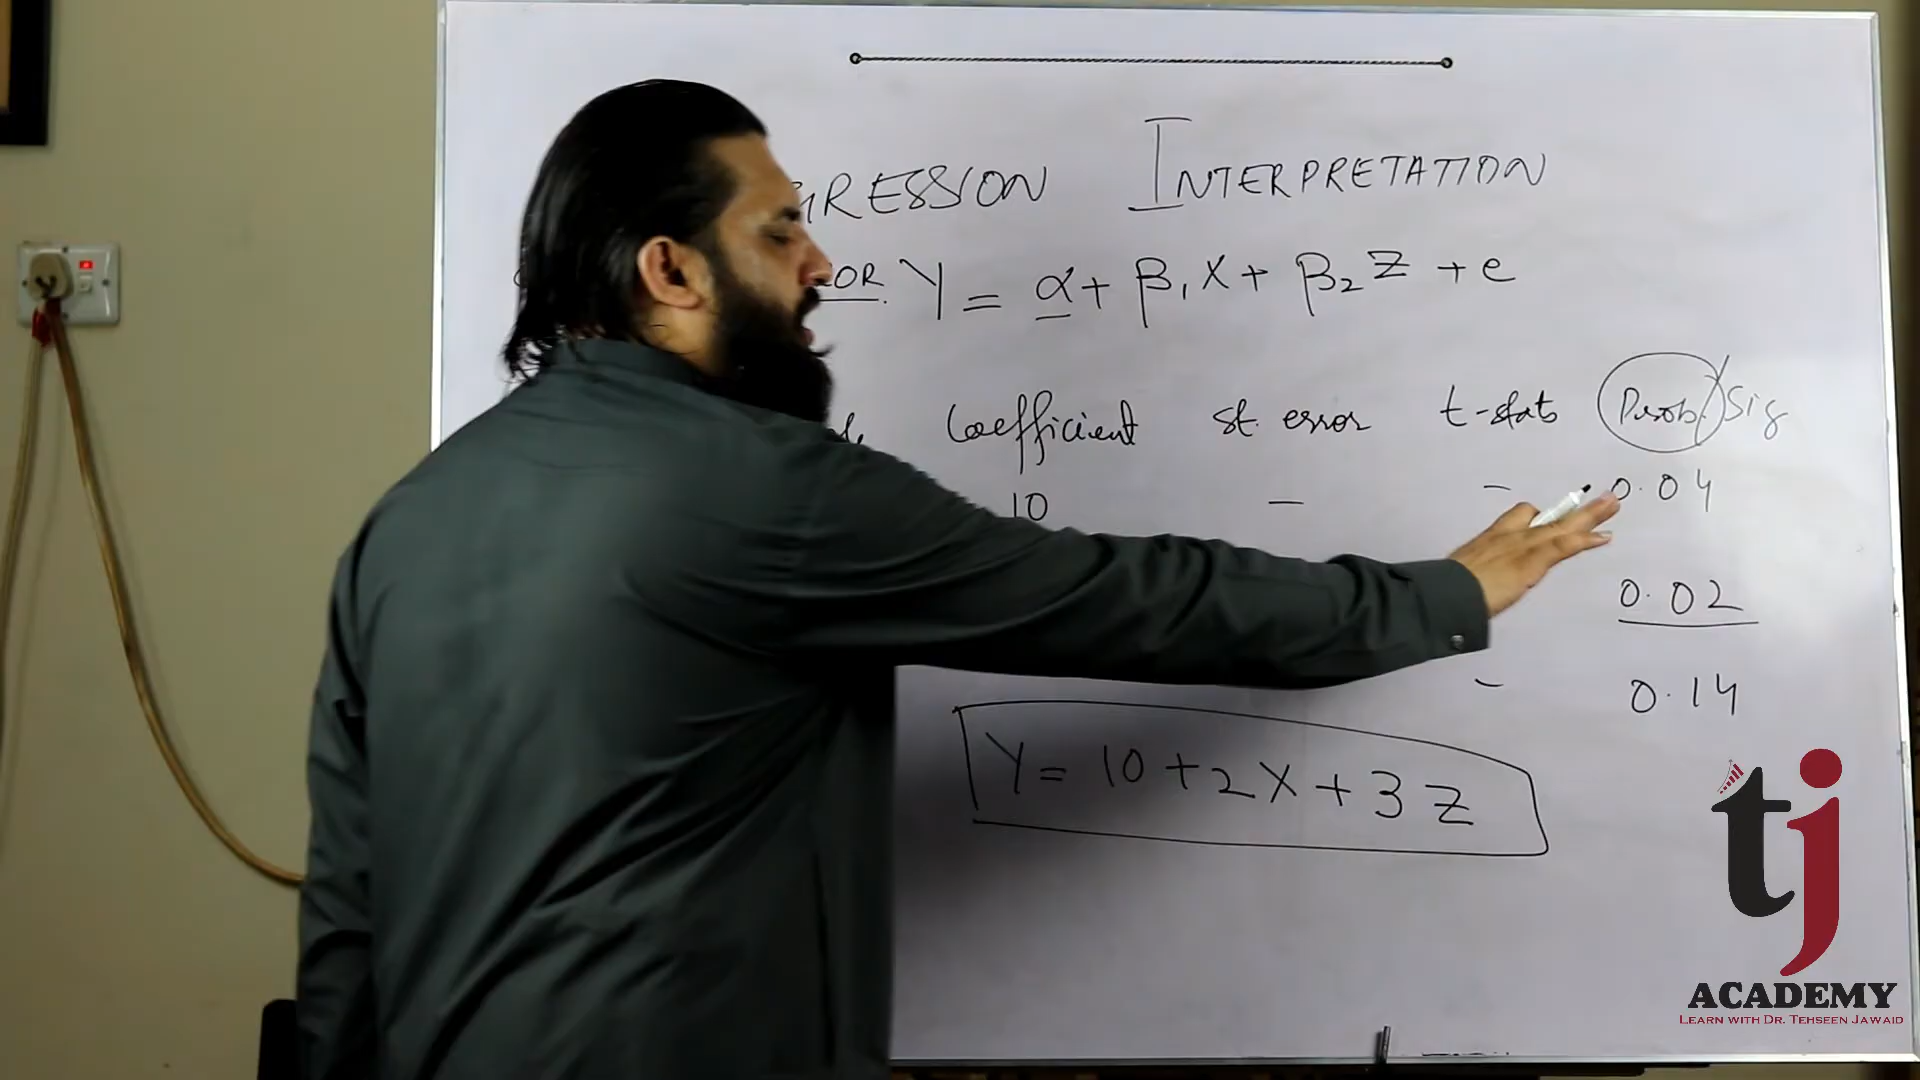 GRESSION INTERPRETATION
OR. Y = α + β₁X + β₂Z + e
Coefficient st. error t-stats Prob./Sig
10 – – 0.04
0.02
– 0.14
Y = 10 + 2X + 3Z
tj
ACADEMY
LEARN WITH DR. TEHSEEN JAWAID